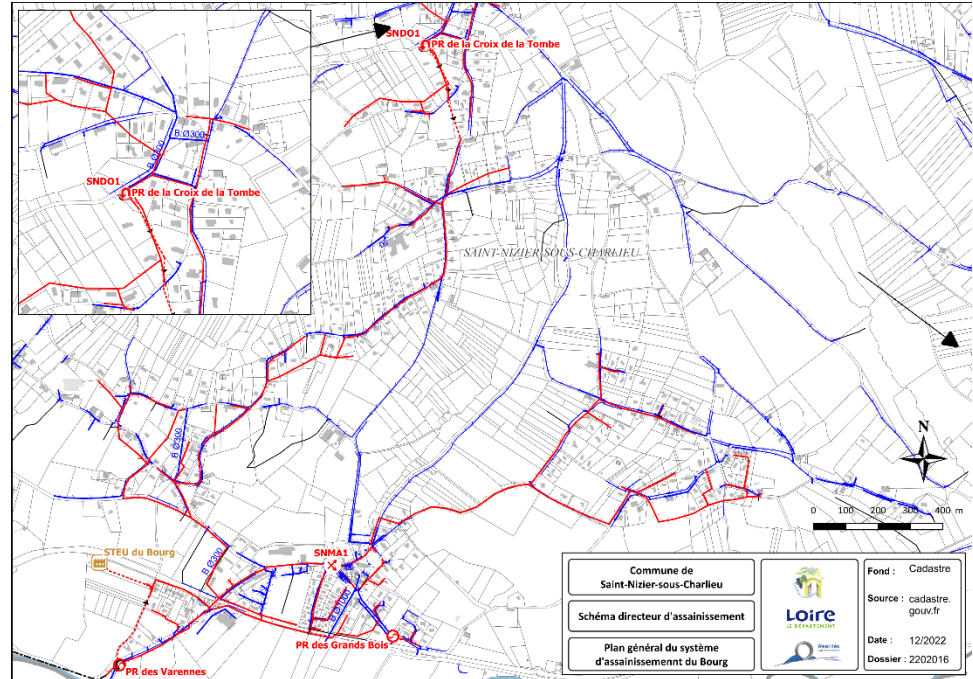 SNDO1
PR de la Croix de la Tombe
B Ø300
B Ø300
SNDO1
PR de la Croix de la Tombe
SAINT-NIZIER-SOUS-CHARLIEU
B Ø300
N
0 100 200 300 400 m
STEU du Bourg
B Ø300
SNMA1
B Ø1000
PR des Grands Bois
PR des Varennes
Commune de
Saint-Nizier-sous-Charlieu
Schéma directeur d'assainissement
Plan général du système
d'assainissemennt du Bourg
Loire
LE DÉPARTEMENT
Réalités
Fond : Cadastre
Source : cadastre.
gouv.fr
Date : 12/2022
Dossier : 2202016